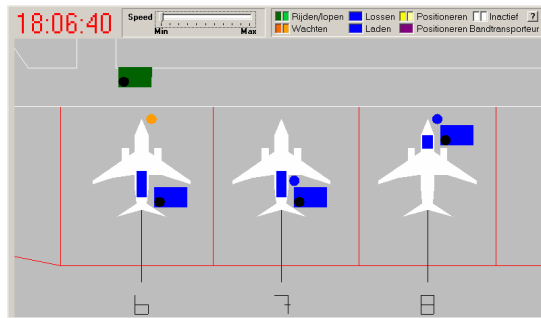 18:06:40
Speed
Min Max
Rijden/lopen Lossen Positioneren Inactief ?
Wachten Laden Positioneren Bandtransporteur
6 7 8